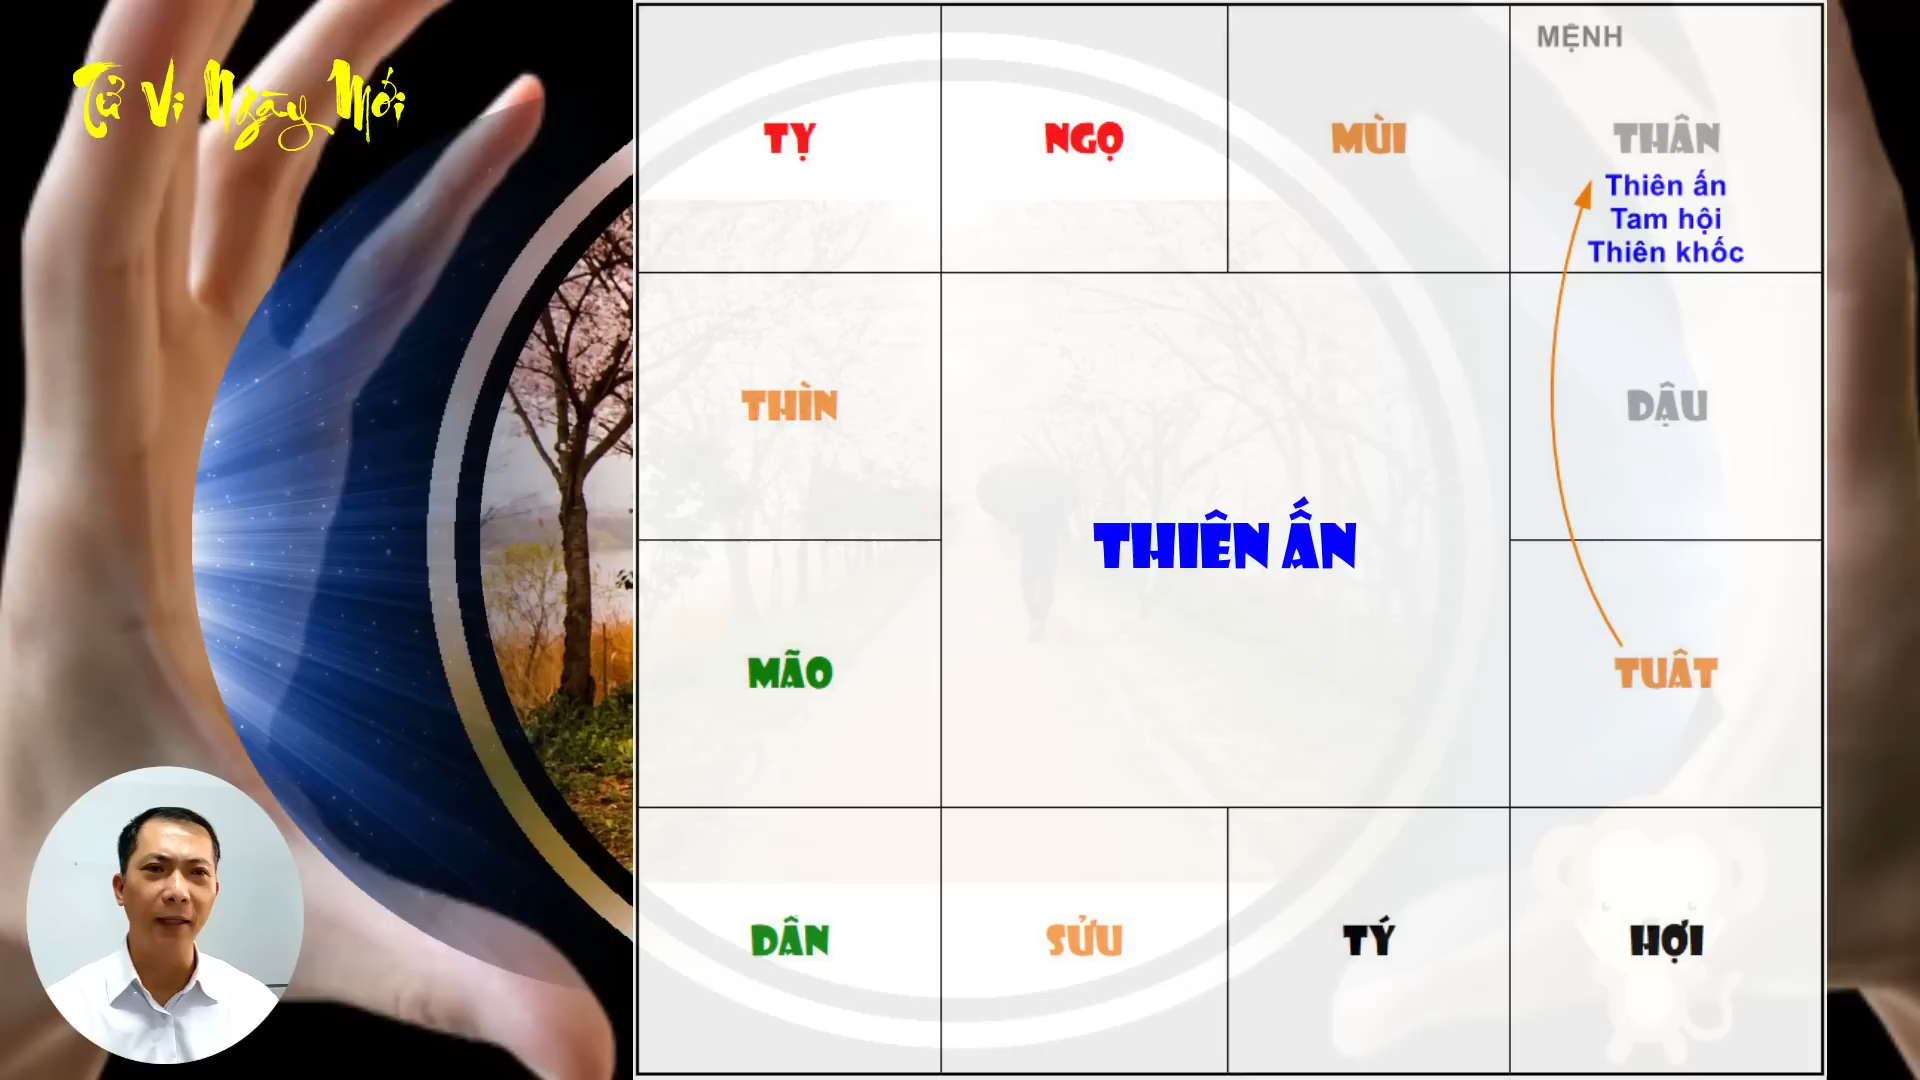 Tử Vi Ngày Mới
MỆNH
TỴ
NGỌ
MÙI
THÂN
Thiên ấn
Tam hội
Thiên khốc
THÌN
DẬU
THIÊN ẤN
MÃO
TUẤT
DẦN
SỬU
TÝ
HỢI